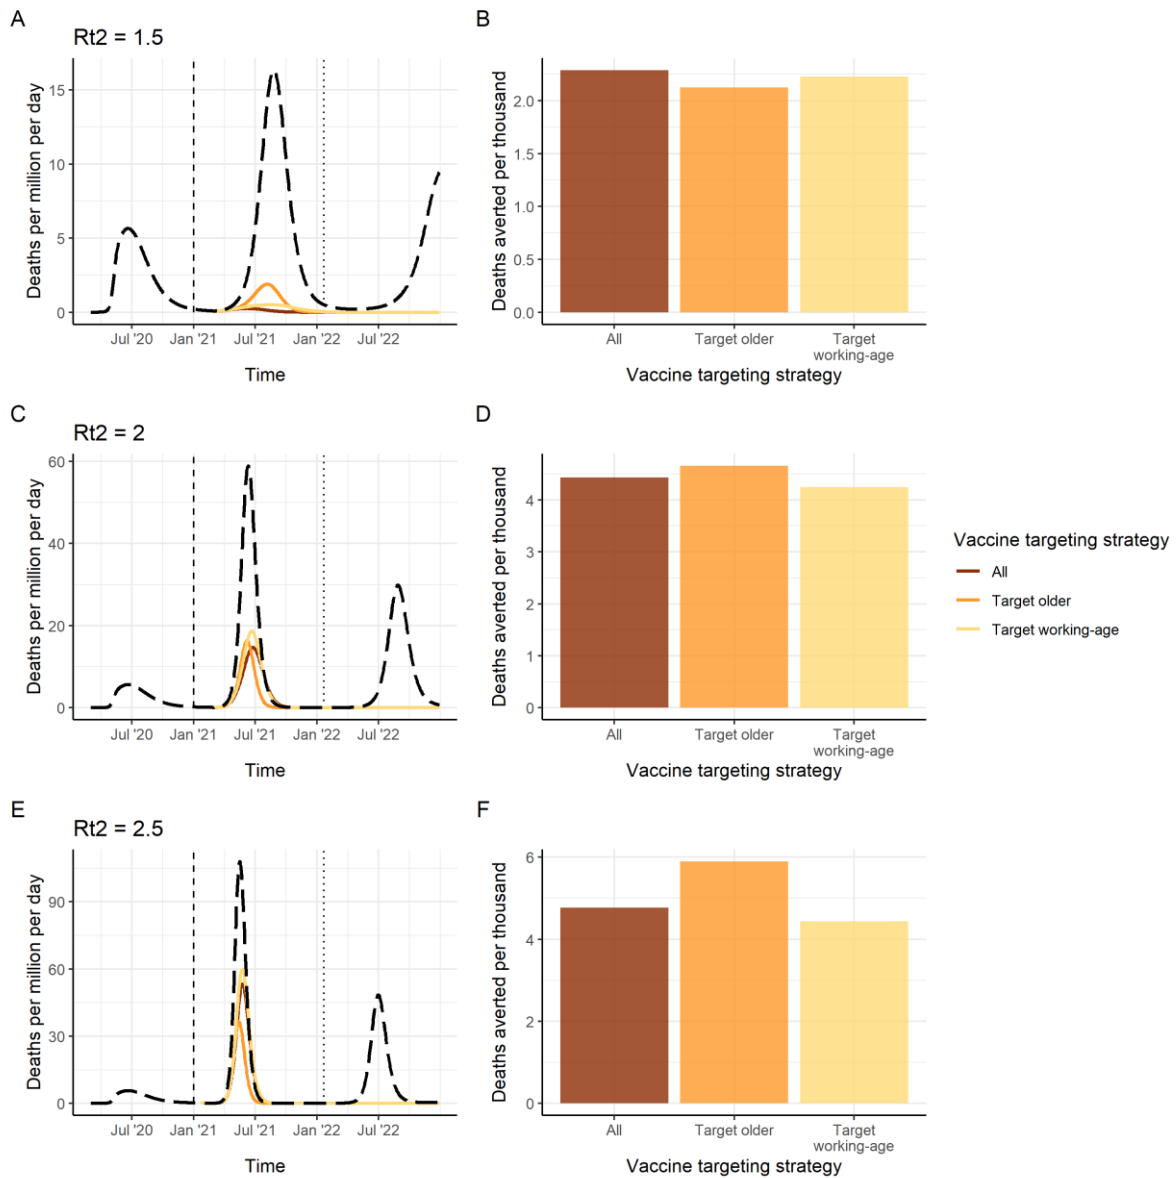 A
Rt2 = 1.5
Deaths per million per day
15
10
5
0
Jul '20 Jan '21 Jul '21 Jan '22 Jul '22
Time
B
Deaths averted per thousand
2.0
1.5
1.0
0.5
0.0
All Target older Target
working-age
Vaccine targeting strategy
C
Rt2 = 2
Deaths per million per day
60
40
20
0
Jul '20 Jan '21 Jul '21 Jan '22 Jul '22
Time
D
Deaths averted per thousand
4
3
2
1
0
All Target older Target
working-age
Vaccine targeting strategy
Vaccine targeting strategy
All
Target older
Target working-age
E
Rt2 = 2.5
Deaths per million per day
90
60
30
0
Jul '20 Jan '21 Jul '21 Jan '22 Jul '22
Time
F
Deaths averted per thousand
6
4
2
0
All Target older Target
working-age
Vaccine targeting strategy